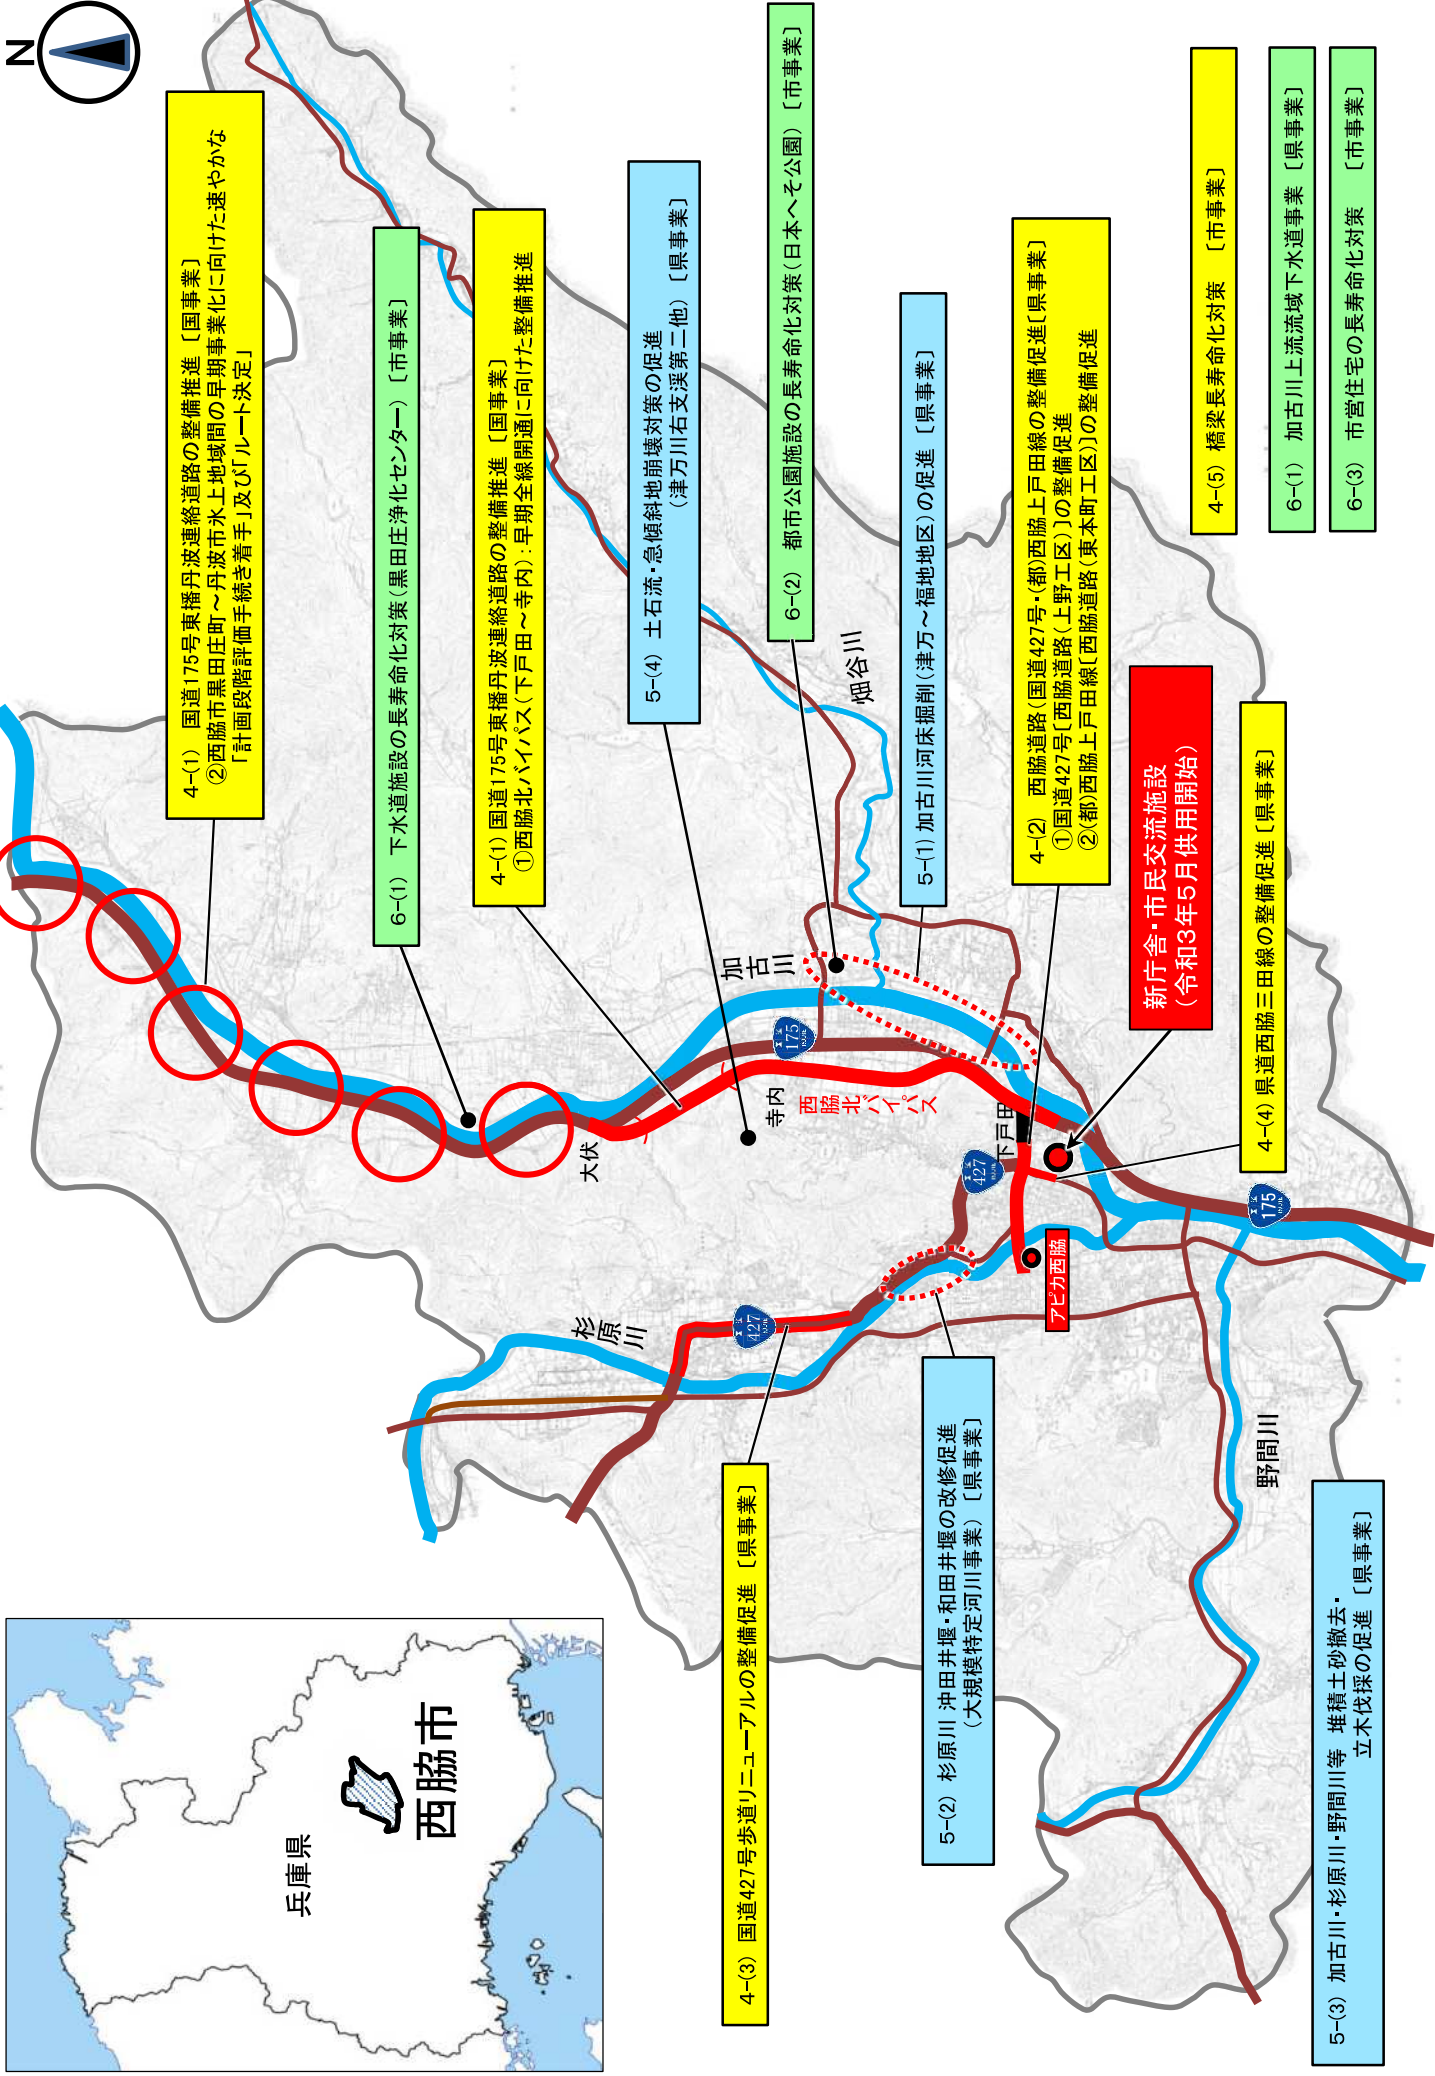 N
4-(1)　国道175号東播丹波連絡道路の整備推進〔国事業〕
②西脇市黒田庄町～丹波市氷上地域間の早期事業化に向けた速やかな
「計画段階評価手続き着手」及び「ルート決定」
6-(1)　下水道施設の長寿命化対策(黒田庄浄化センター)〔市事業〕
4-(1) 国道175号東播丹波連絡道路の整備推進〔国事業〕
①西脇北バイパス(下戸田～寺内):早期全線開通に向けた整備推進
5-(4)　土石流・急傾斜地崩壊対策の促進
(津万川右支渓第二他)〔県事業〕
6-(2)　都市公園施設の長寿命化対策(日本へそ公園)〔市事業〕
5-(1) 加古川河床掘削(津万～福地地区)の促進〔県事業〕
4-(2)　西脇道路(国道427号・(都)西脇上戸田線の整備促進〔県事業〕
①国道427号〔西脇道路(上野工区)〕の整備促進
②(都)西脇上戸田線〔西脇道路(東本町工区)〕の整備促進
新庁舎・市民交流施設
(令和3年5月供用開始)
4-(4) 県道西脇三田線の整備促進〔県事業〕
4-(5) 橋梁長寿命化対策　〔市事業〕
6-(1)　加古川上流流域下水道事業〔県事業〕
6-(3)　市営住宅の長寿命化対策　〔市事業〕
畑谷川
加古川
175
寺内
西脇北バイパス
大伏
下戸田
427
175
アピカ西脇
杉原川
427
野間川
4-(3) 国道427号歩道リニューアルの整備促進〔県事業〕
5-(2)　杉原川 沖田井堰・和田井堰の改修促進
(大規模特定河川事業)〔県事業〕
5-(3) 加古川・杉原川・野間川等　堆積土砂撤去・
立木伐採の促進〔県事業〕
兵庫県
西脇市